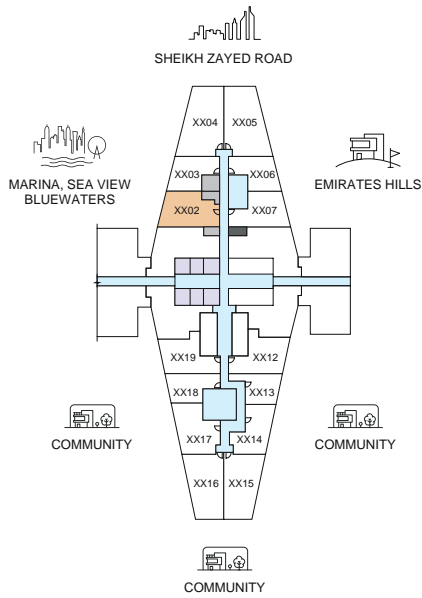 SHEIKH ZAYED ROAD
XX04 XX05
MARINA, SEA VIEW
BLUEWATERS
EMIRATES HILLS
XX03 XX06
XX02 XX07
XX19 XX12
XX18 XX13
XX17 XX14
COMMUNITY COMMUNITY
XX16 XX15
COMMUNITY